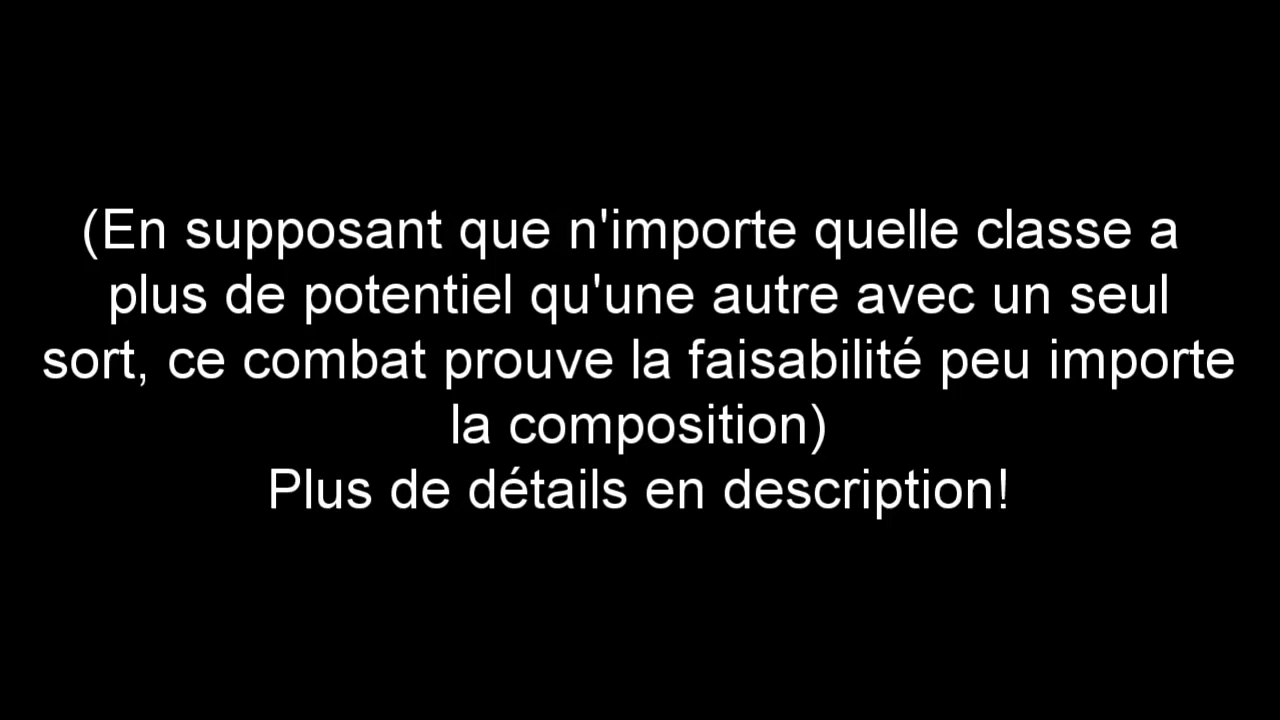 (En supposant que n'importe quelle classe a
plus de potentiel qu'une autre avec un seul
sort, ce combat prouve la faisabilité peu importe
la composition)
Plus de détails en description!